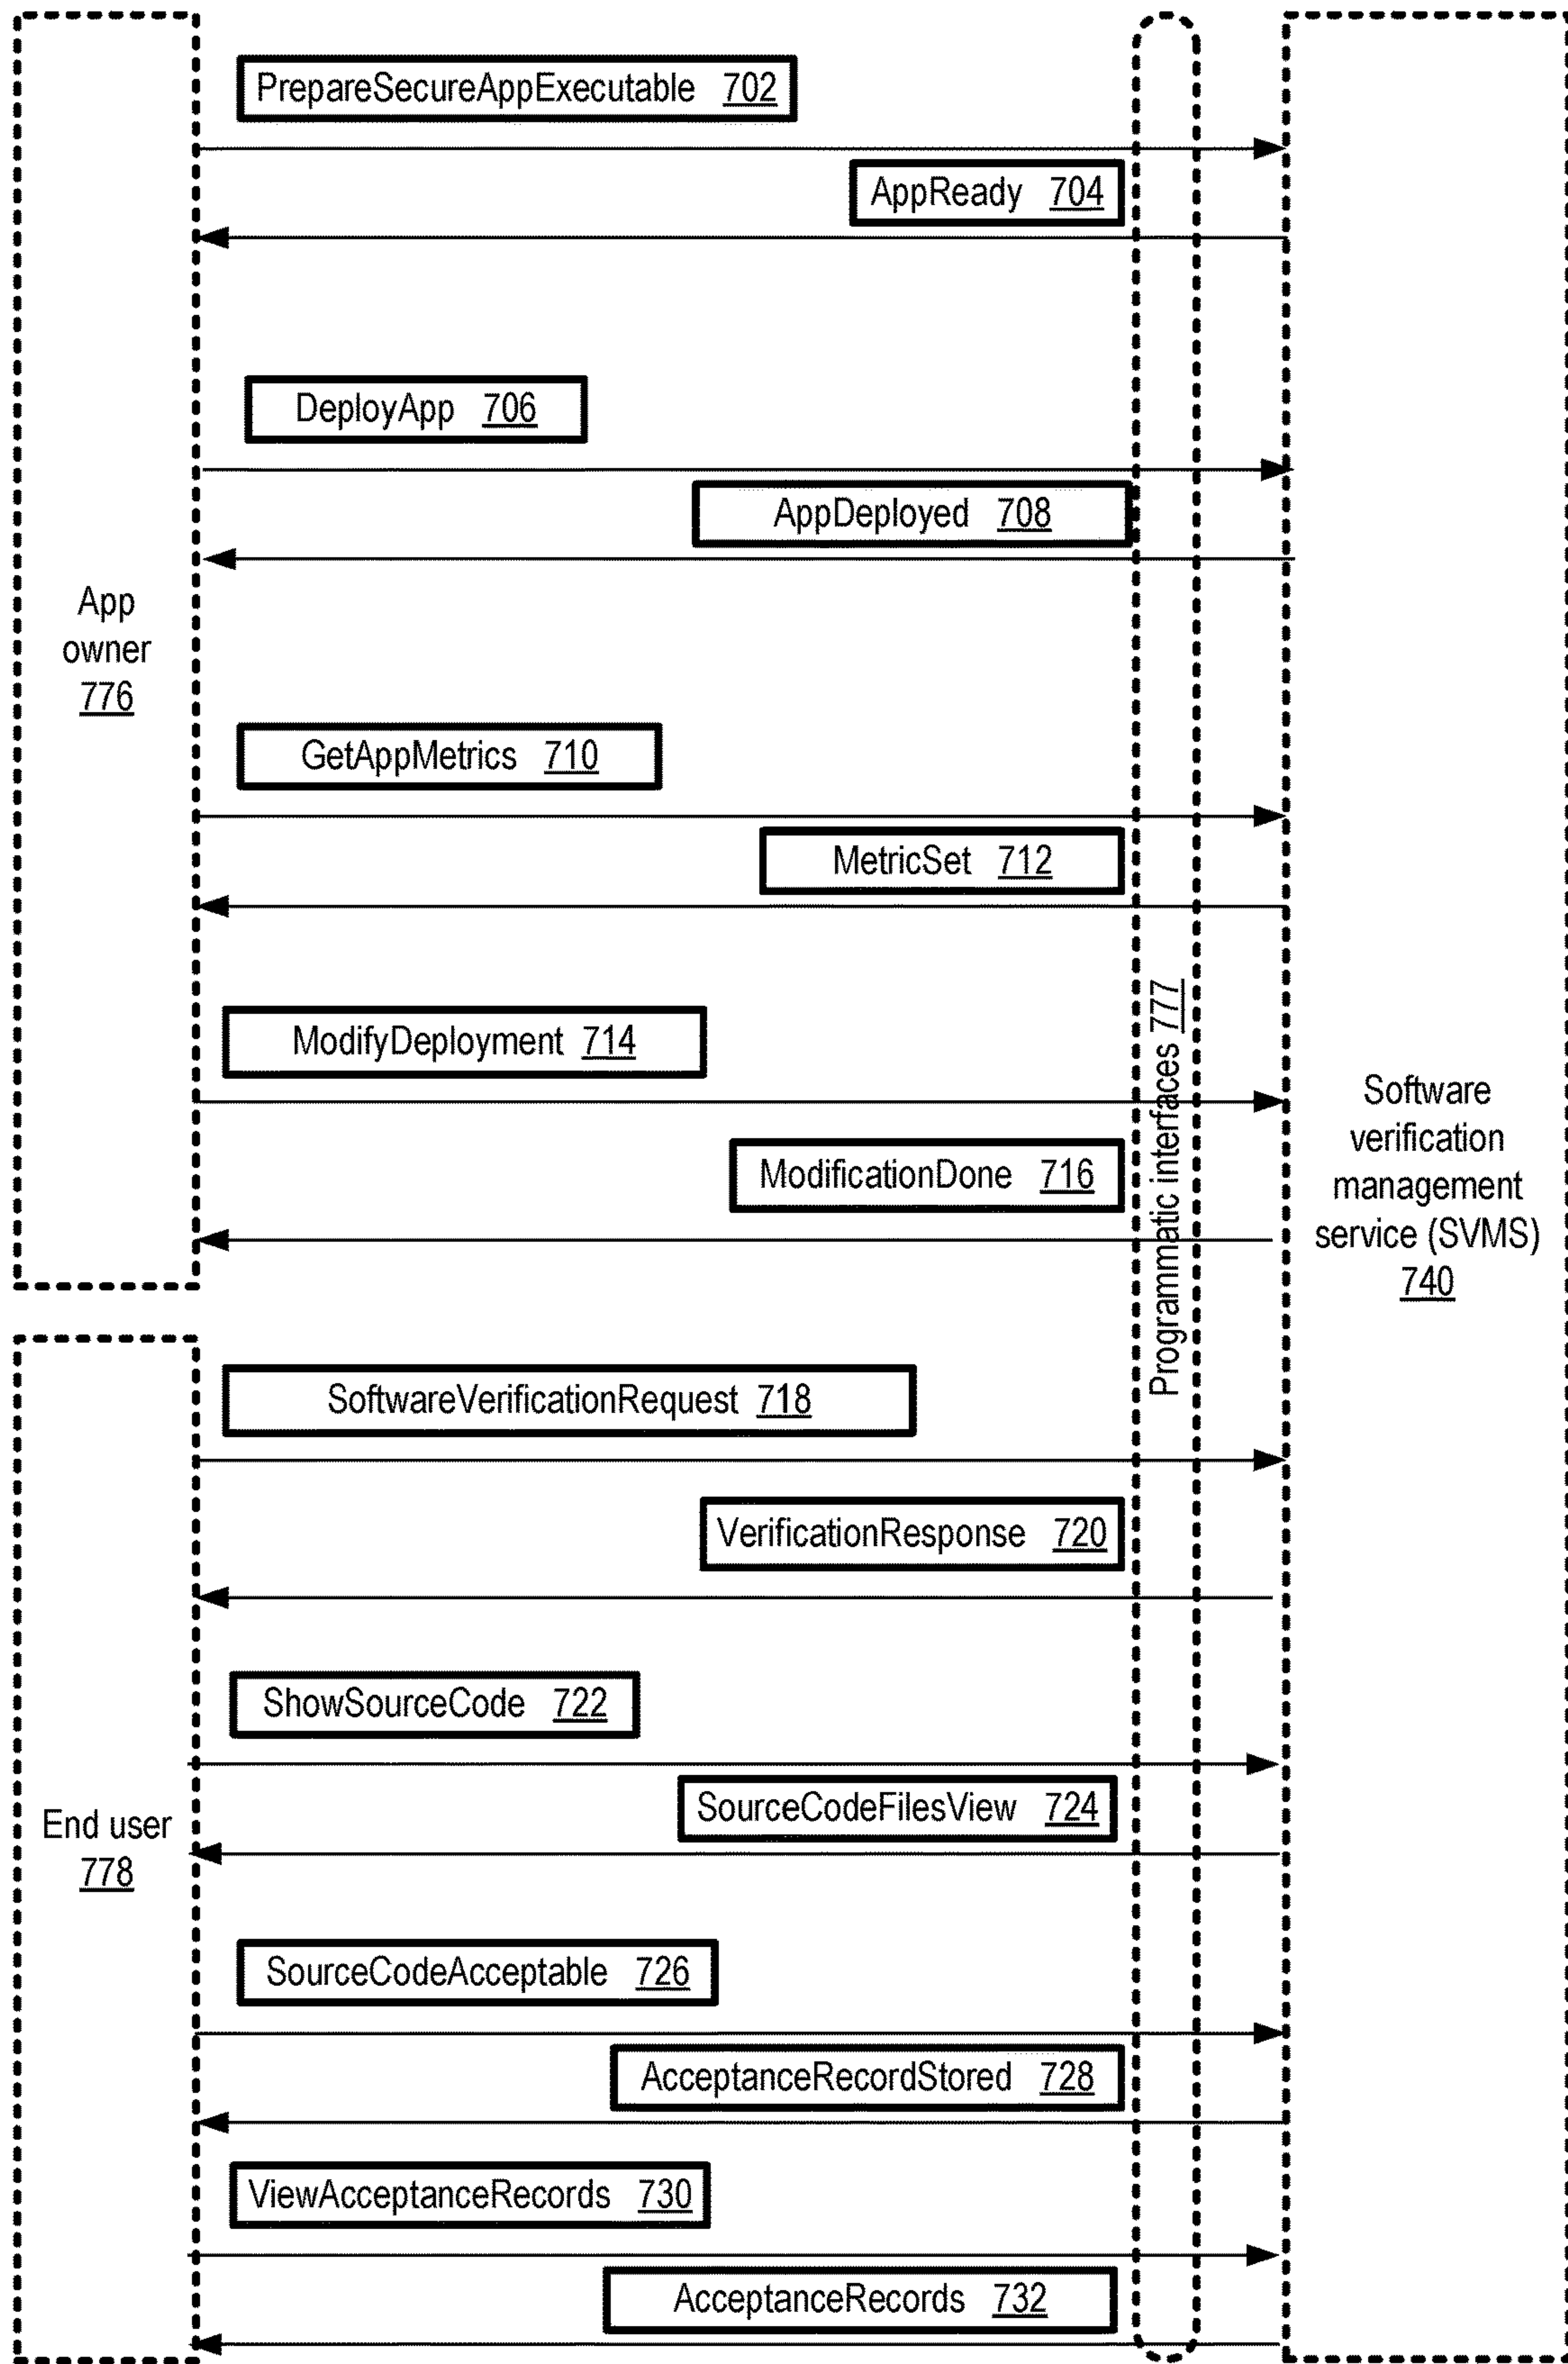 PrepareSecureAppExecutable 702
AppReady 704
DeployApp 706
AppDeployed 708
App
owner
776
GetAppMetrics 710
MetricSet 712
ModifyDeployment 714
ModificationDone 716
Programmatic interfaces 777
Software
verification
management
service (SVMS)
740
SoftwareVerificationRequest 718
VerificationResponse 720
ShowSourceCode 722
SourceCodeFilesView 724
End user
778
SourceCodeAcceptable 726
AcceptanceRecordStored 728
ViewAcceptanceRecords 730
AcceptanceRecords 732